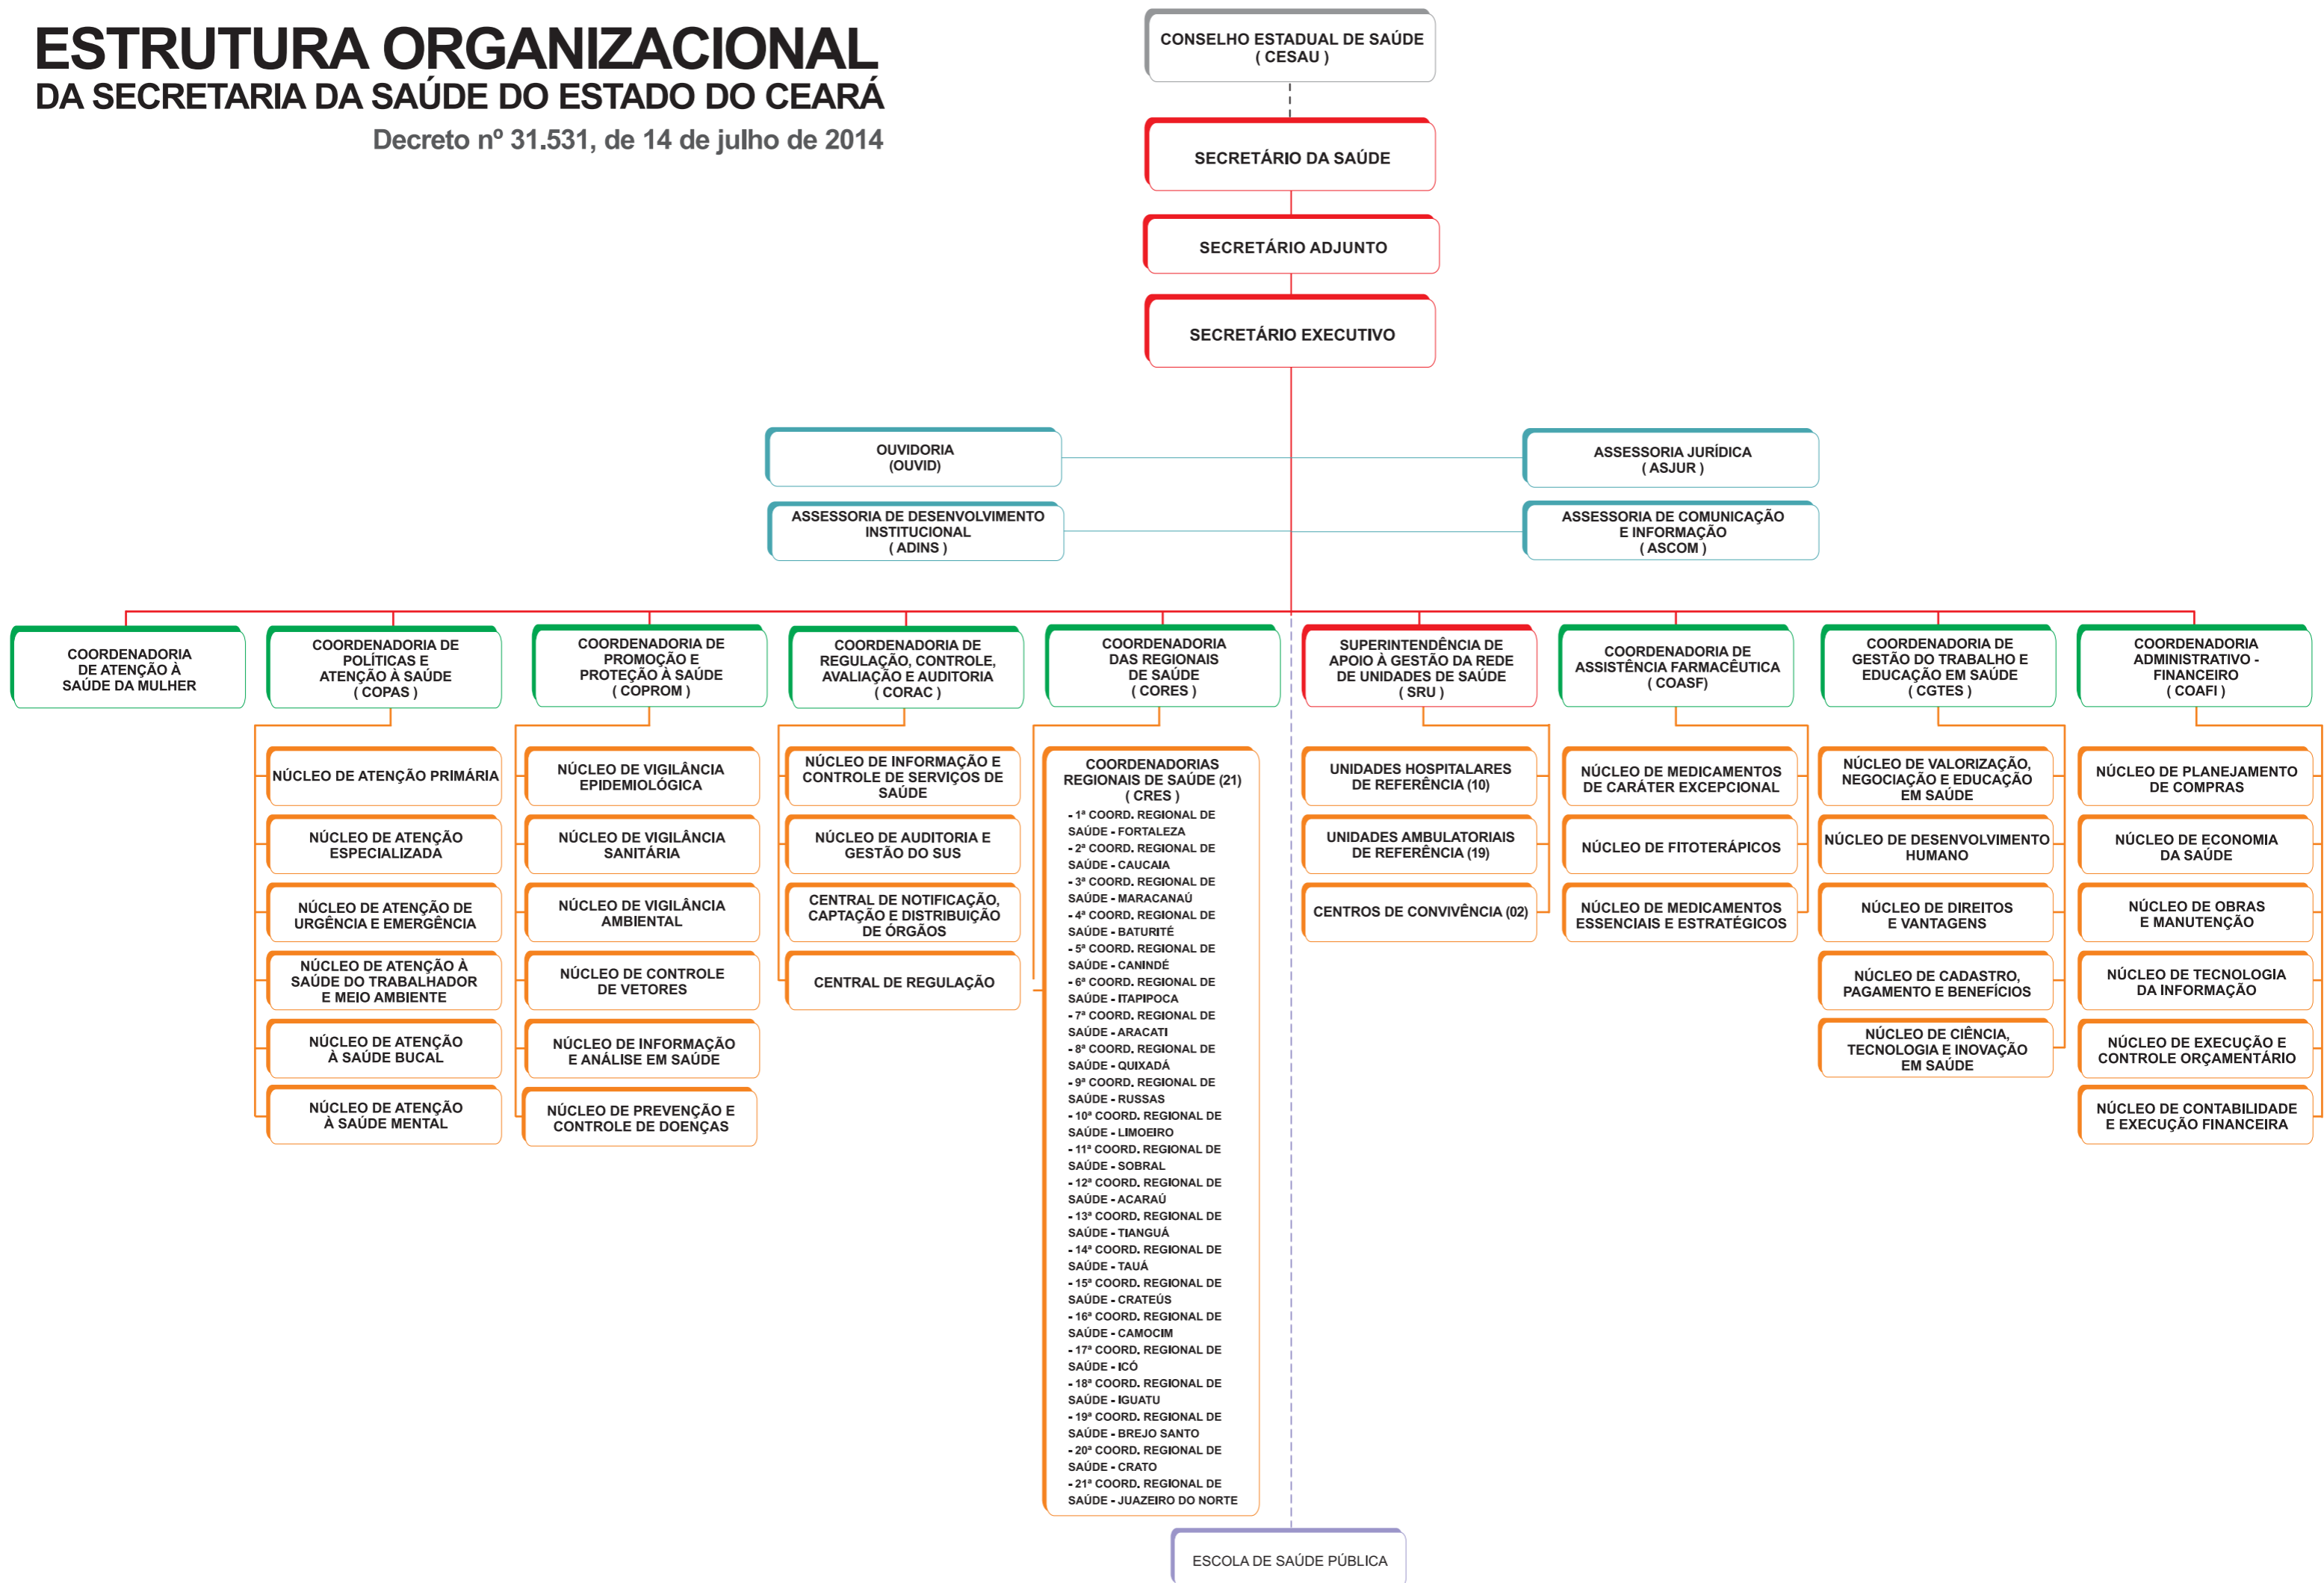 ESTRUTURA ORGANIZACIONAL
DA SECRETARIA DA SAÚDE DO ESTADO DO CEARÁ
Decreto nº 31.531, de 14 de julho de 2014
CONSELHO ESTADUAL DE SAÚDE
( CESAU )
SECRETÁRIO DA SAÚDE
SECRETÁRIO ADJUNTO
SECRETÁRIO EXECUTIVO
OUVIDORIA
(OUVID)
ASSESSORIA JURÍDICA
( ASJUR )
ASSESSORIA DE DESENVOLVIMENTO
INSTITUCIONAL
( ADINS )
ASSESSORIA DE COMUNICAÇÃO
E INFORMAÇÃO
( ASCOM )
COORDENADORIA
DE ATENÇÃO À
SAÚDE DA MULHER
COORDENADORIA DE
POLÍTICAS E
ATENÇÃO À SAÚDE
( COPAS )
NÚCLEO DE ATENÇÃO PRIMÁRIA
NÚCLEO DE ATENÇÃO
ESPECIALIZADA
NÚCLEO DE ATENÇÃO DE
URGÊNCIA E EMERGÊNCIA
NÚCLEO DE ATENÇÃO À
SAÚDE DO TRABALHADOR
E MEIO AMBIENTE
NÚCLEO DE ATENÇÃO
À SAÚDE BUCAL
NÚCLEO DE ATENÇÃO
À SAÚDE MENTAL
COORDENADORIA DE
PROMOÇÃO E
PROTEÇÃO À SAÚDE
( COPROM )
NÚCLEO DE VIGILÂNCIA
EPIDEMIOLÓGICA
NÚCLEO DE VIGILÂNCIA
SANITÁRIA
NÚCLEO DE VIGILÂNCIA
AMBIENTAL
NÚCLEO DE CONTROLE
DE VETORES
NÚCLEO DE INFORMAÇÃO
E ANÁLISE EM SAÚDE
NÚCLEO DE PREVENÇÃO E
CONTROLE DE DOENÇAS
COORDENADORIA DE
REGULAÇÃO, CONTROLE,
AVALIAÇÃO E AUDITORIA
( CORAC )
NÚCLEO DE INFORMAÇÃO E
CONTROLE DE SERVIÇOS DE
SAÚDE
NÚCLEO DE AUDITORIA E
GESTÃO DO SUS
CENTRAL DE NOTIFICAÇÃO,
CAPTAÇÃO E DISTRIBUIÇÃO
DE ÓRGÃOS
CENTRAL DE REGULAÇÃO
COORDENADORIA
DAS REGIONAIS
DE SAÚDE
( CORES )
COORDENADORIAS
REGIONAIS DE SAÚDE (21)
( CRES )
- 1ª COORD. REGIONAL DE
SAÚDE - FORTALEZA
- 2ª COORD. REGIONAL DE
SAÚDE - CAUCAIA
- 3ª COORD. REGIONAL DE
SAÚDE - MARACANAÚ
- 4ª COORD. REGIONAL DE
SAÚDE - BATURITÉ
- 5ª COORD. REGIONAL DE
SAÚDE - CANINDÉ
- 6ª COORD. REGIONAL DE
SAÚDE - ITAPIPOCA
- 7ª COORD. REGIONAL DE
SAÚDE - ARACATI
- 8ª COORD. REGIONAL DE
SAÚDE - QUIXADÁ
- 9ª COORD. REGIONAL DE
SAÚDE - RUSSAS
- 10ª COORD. REGIONAL DE
SAÚDE - LIMOEIRO
- 11ª COORD. REGIONAL DE
SAÚDE - SOBRAL
- 12ª COORD. REGIONAL DE
SAÚDE - ACARAÚ
- 13ª COORD. REGIONAL DE
SAÚDE - TIANGUÁ
- 14ª COORD. REGIONAL DE
SAÚDE - TAUÁ
- 15ª COORD. REGIONAL DE
SAÚDE - CRATEÚS
- 16ª COORD. REGIONAL DE
SAÚDE - CAMOCIM
- 17ª COORD. REGIONAL DE
SAÚDE - ICÓ
- 18ª COORD. REGIONAL DE
SAÚDE - IGUATU
- 19ª COORD. REGIONAL DE
SAÚDE - BREJO SANTO
- 20ª COORD. REGIONAL DE
SAÚDE - CRATO
- 21ª COORD. REGIONAL DE
SAÚDE - JUAZEIRO DO NORTE
SUPERINTENDÊNCIA DE
APOIO À GESTÃO DA REDE
DE UNIDADES DE SAÚDE
( SRU )
UNIDADES HOSPITALARES
DE REFERÊNCIA (10)
UNIDADES AMBULATORIAIS
DE REFERÊNCIA (19)
CENTROS DE CONVIVÊNCIA (02)
COORDENADORIA DE
ASSISTÊNCIA FARMACÊUTICA
( COASF)
NÚCLEO DE MEDICAMENTOS
DE CARÁTER EXCEPCIONAL
NÚCLEO DE FITOTERÁPICOS
NÚCLEO DE MEDICAMENTOS
ESSENCIAIS E ESTRATÉGICOS
COORDENADORIA DE
GESTÃO DO TRABALHO E
EDUCAÇÃO EM SAÚDE
( CGTES )
NÚCLEO DE VALORIZAÇÃO,
NEGOCIAÇÃO E EDUCAÇÃO
EM SAÚDE
NÚCLEO DE DESENVOLVIMENTO
HUMANO
NÚCLEO DE DIREITOS
E VANTAGENS
NÚCLEO DE CADASTRO,
PAGAMENTO E BENEFÍCIOS
NÚCLEO DE CIÊNCIA,
TECNOLOGIA E INOVAÇÃO
EM SAÚDE
COORDENADORIA
ADMINISTRATIVO -
FINANCEIRO
( COAFI )
NÚCLEO DE PLANEJAMENTO
DE COMPRAS
NÚCLEO DE ECONOMIA
DA SAÚDE
NÚCLEO DE OBRAS
E MANUTENÇÃO
NÚCLEO DE TECNOLOGIA
DA INFORMAÇÃO
NÚCLEO DE EXECUÇÃO E
CONTROLE ORÇAMENTÁRIO
NÚCLEO DE CONTABILIDADE
E EXECUÇÃO FINANCEIRA
ESCOLA DE SAÚDE PÚBLICA